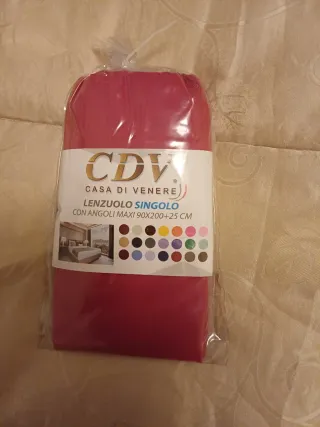 CDV
CASA DI VENERE
LENZUOLO SINGOLO
CON ANGOLI MAXI 90X200+25 CM